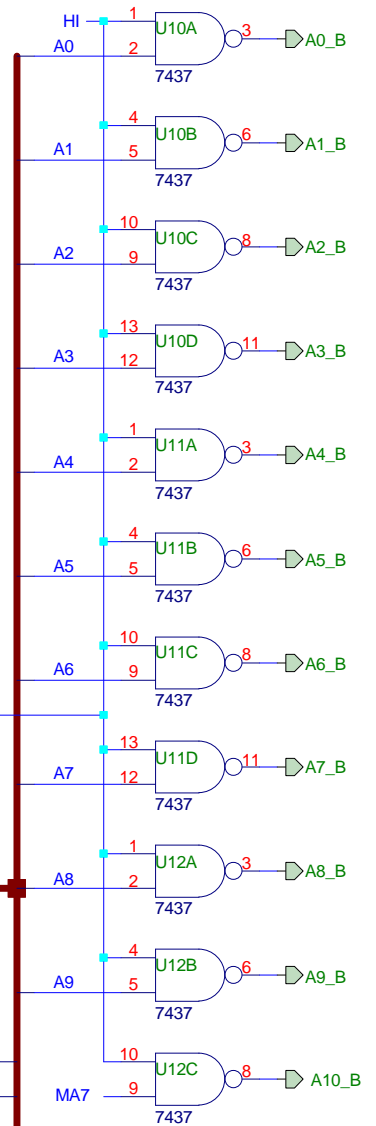 HI 1 U10A 3 A0_B
A0 2
7437
4 U10B 6 A1_B
A1 5
7437
10 U10C 8 A2_B
A2 9
7437
13 U10D 11 A3_B
A3 12
7437
1 U11A 3 A4_B
A4 2
7437
4 U11B 6 A5_B
A5 5
7437
10 U11C 8 A6_B
A6 9
7437
13 U11D 11 A7_B
A7 12
7437
1 U12A 3 A8_B
A8 2
7437
4 U12B 6 A9_B
A9 5
7437
10 U12C 8 A10_B
MA7 9
7437